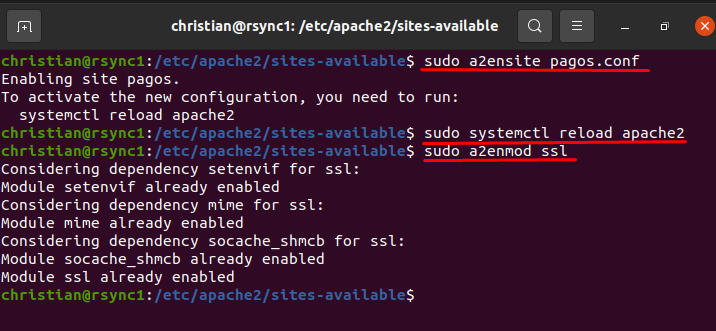 christian@rsync1: /etc/apache2/sites-available
christian@rsync1:/etc/apache2/sites-available$ sudo a2ensite pagos.conf
Enabling site pagos.
To activate the new configuration, you need to run:
  systemctl reload apache2
christian@rsync1:/etc/apache2/sites-available$ sudo systemctl reload apache2
christian@rsync1:/etc/apache2/sites-available$ sudo a2enmod ssl
Considering dependency setenvif for ssl:
Module setenvif already enabled
Considering dependency mime for ssl:
Module mime already enabled
Considering dependency socache_shmcb for ssl:
Module socache_shmcb already enabled
Module ssl already enabled
christian@rsync1:/etc/apache2/sites-available$